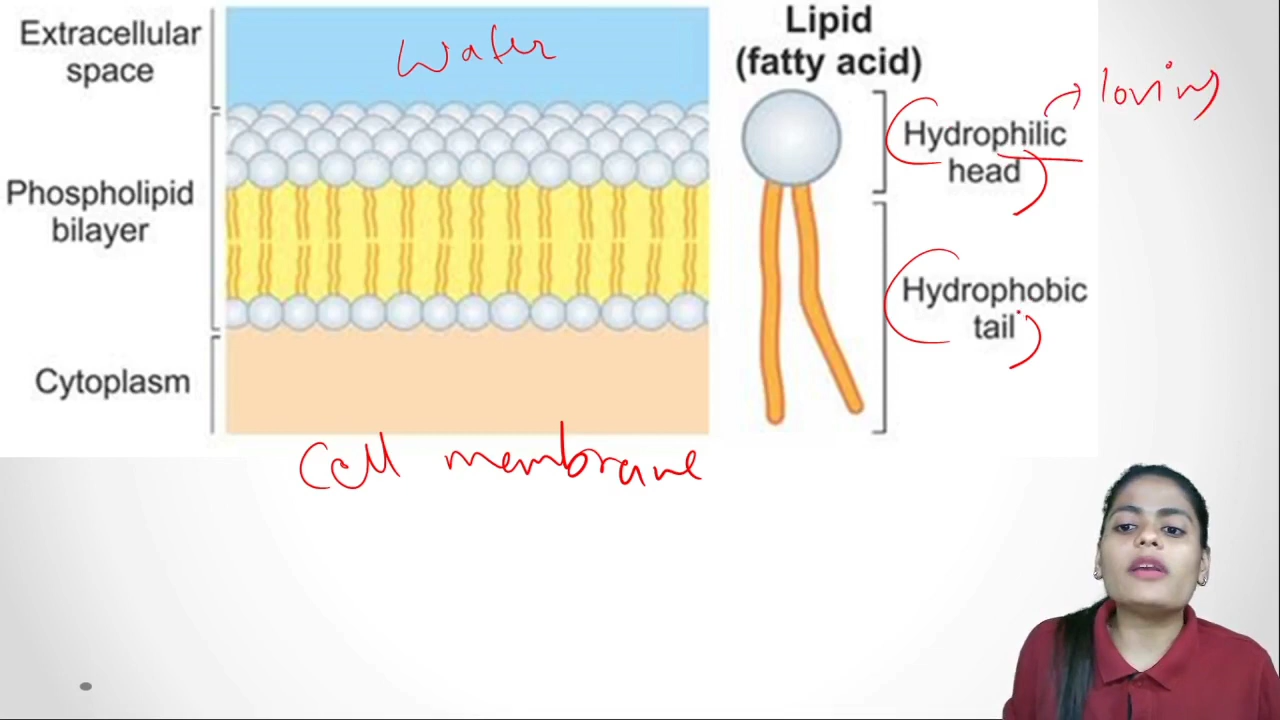 Extracellular
space
Water
Phospholipid
bilayer
Cytoplasm
Cell membrane
Lipid
(fatty acid)
Hydrophilic
head
loving
Hydrophobic
tail